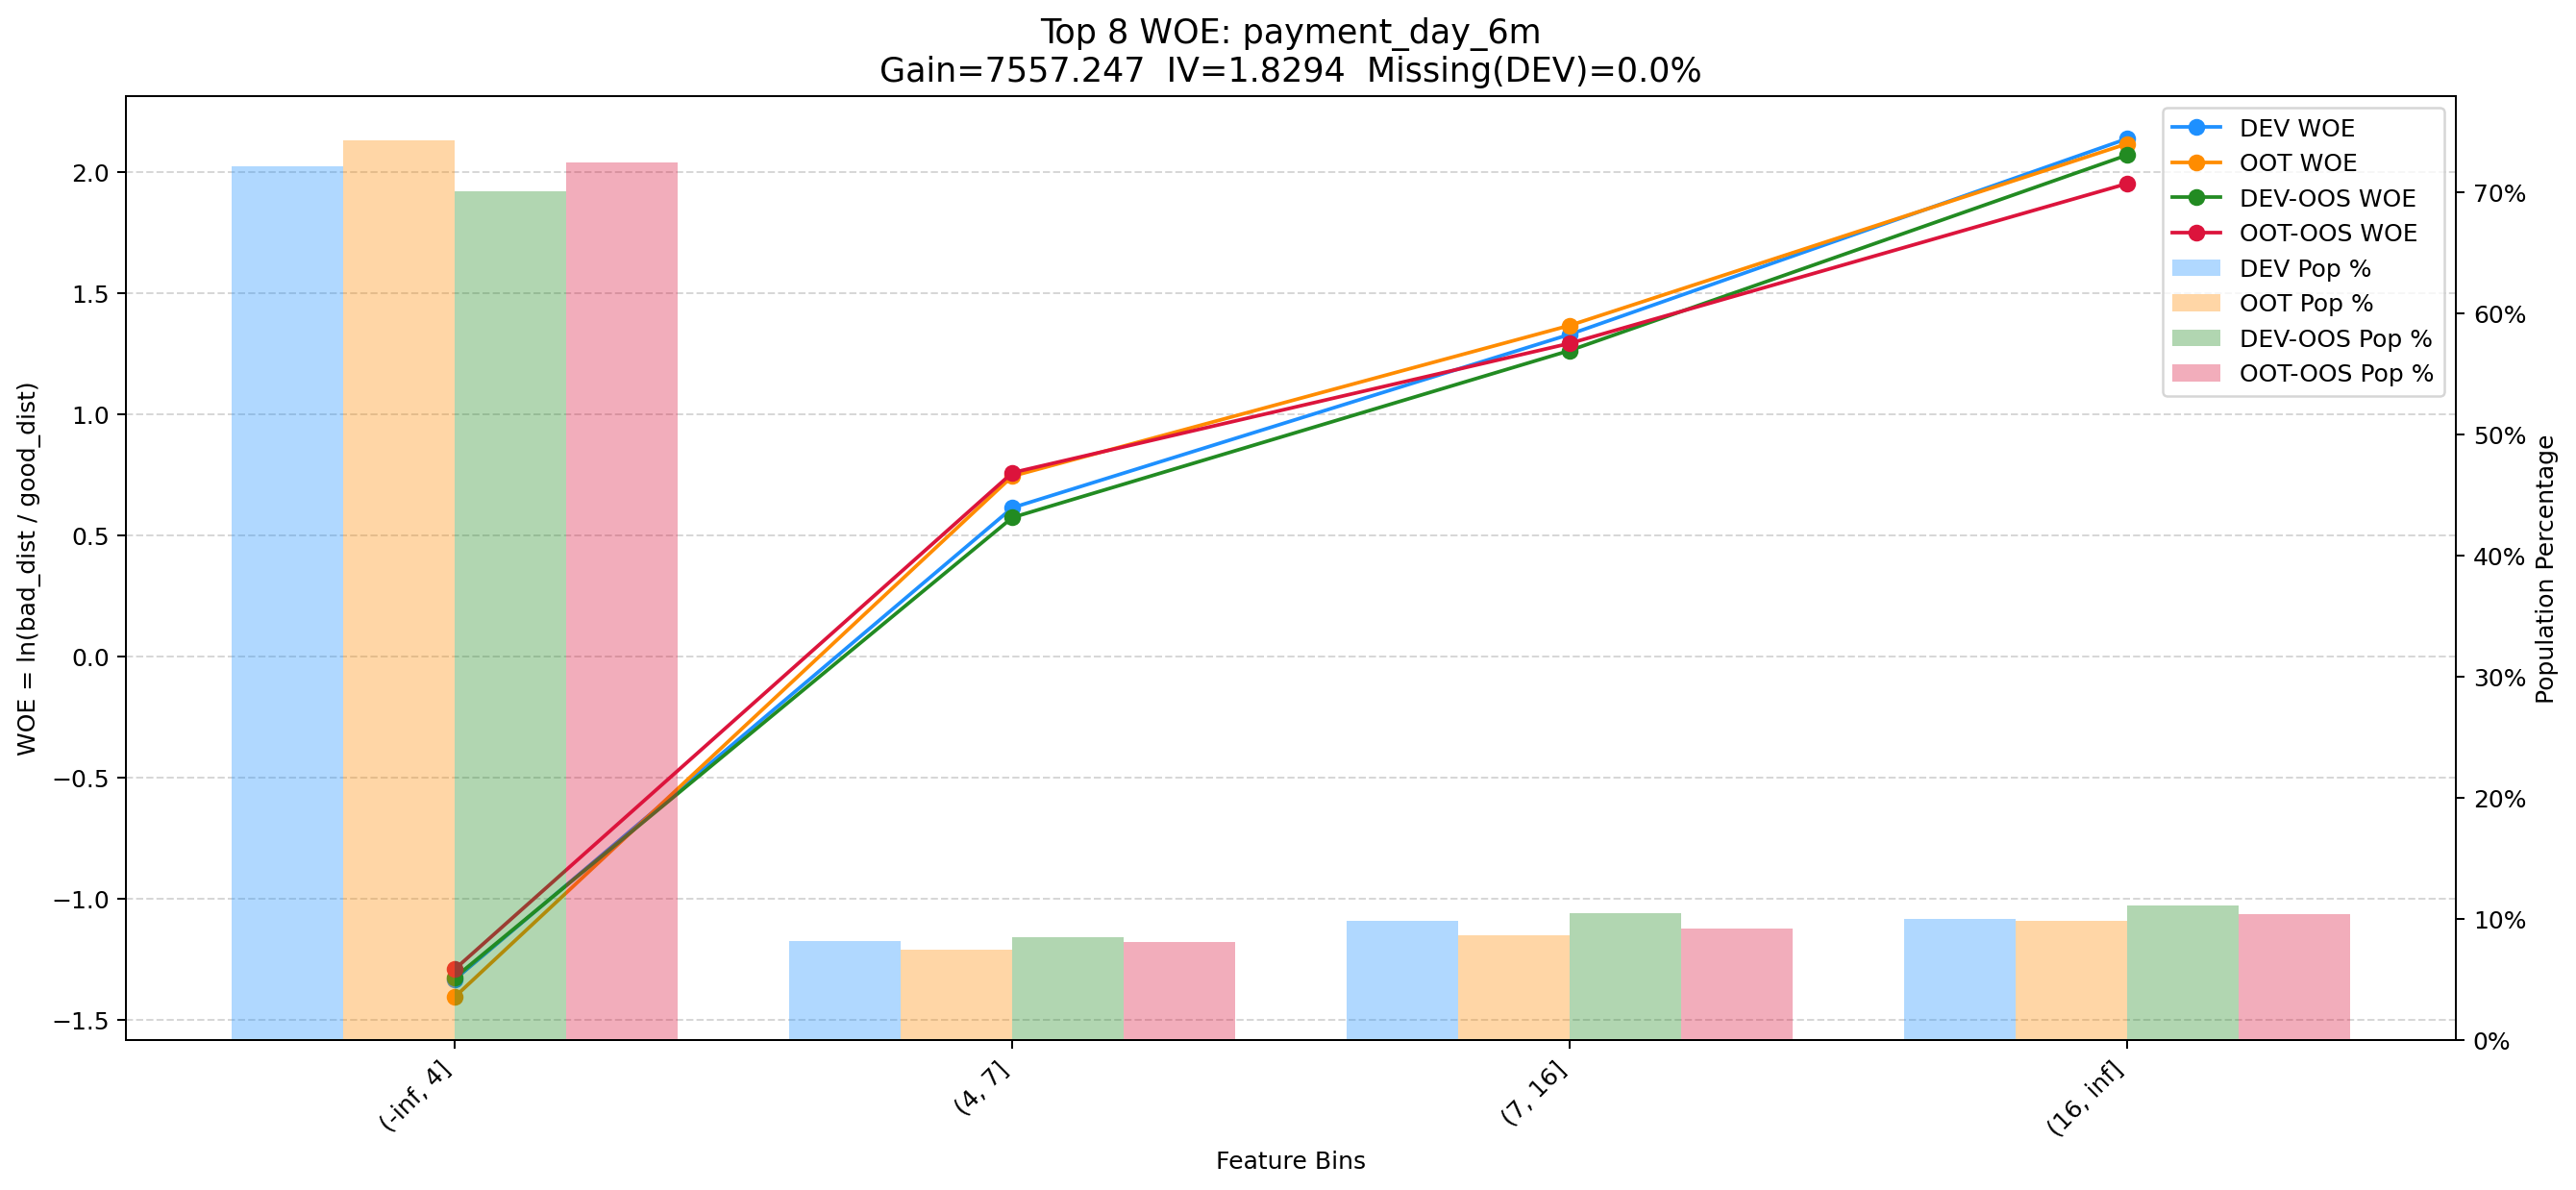 Top 8 WOE: payment_day_6m
Gain=7557.247  IV=1.8294  Missing(DEV)=0.0%
WOE = ln(bad_dist / good_dist)
2.0
1.5
1.0
0.5
0.0
−0.5
−1.0
−1.5
DEV WOE
OOT WOE
DEV-OOS WOE
OOT-OOS WOE
DEV Pop %
OOT Pop %
DEV-OOS Pop %
OOT-OOS Pop %
70%
60%
50%
40%
30%
20%
10%
0%
Population Percentage
(-inf, 4]
(4, 7]
(7, 16]
(16, inf]
Feature Bins